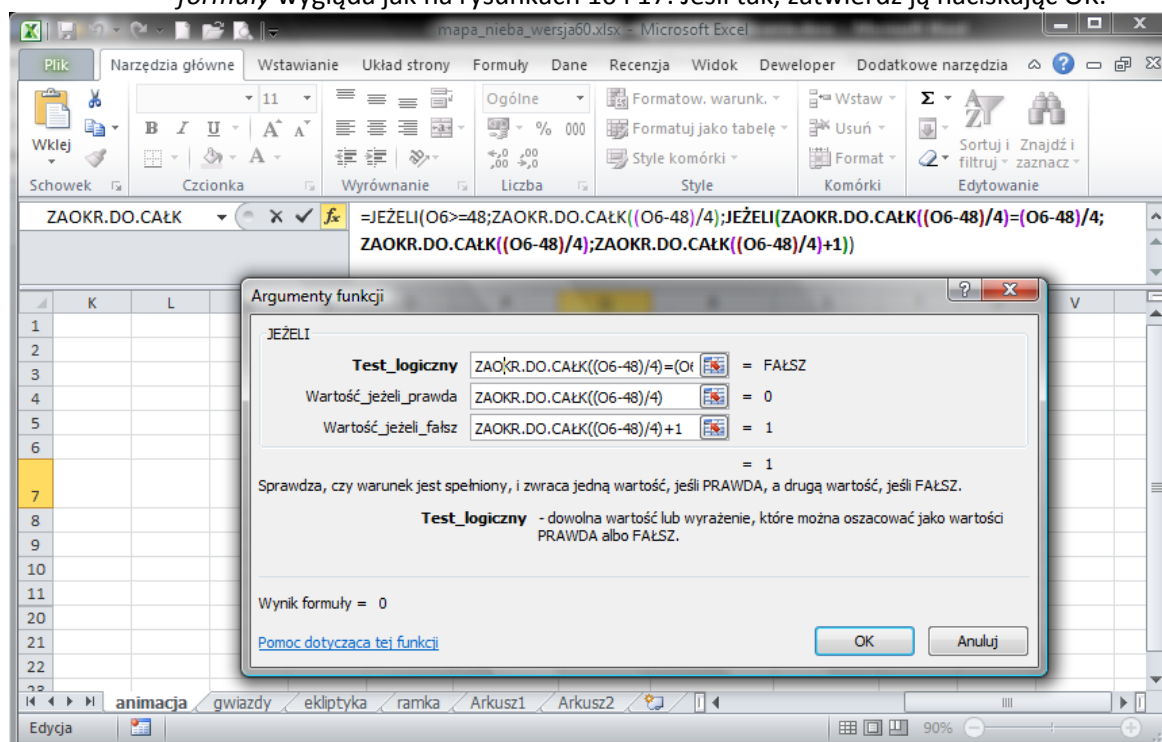 formuły wygląda jak na rysunkach 16 i 17. Jeśli tak, zatwierdź ją naciskając OK.
mapa_nieba_wersja60.xlsx - Microsoft Excel
Plik Narzędzia główne Wstawianie Układ strony Formuły Dane Recenzja Widok Deweloper Dodatkowe narzędzia
11 Ogólne Formatow. warunk. Wstaw Σ
Wklej B I U A A % 000 Formatuj jako tabelę Usuń Sortuj i filtruj Znajdź i zaznacz
A ,0 ,00 ,00 ,0 Style komórki Format
Schowek Czcionka Wyrównanie Liczba Style Komórki Edytowanie
ZAOKR.DO.CAŁK fx =JEŻELI(O6>=48;ZAOKR.DO.CAŁK((O6-48)/4);JEŻELI(ZAOKR.DO.CAŁK((O6-48)/4)=(O6-48)/4;
ZAOKR.DO.CAŁK((O6-48)/4);ZAOKR.DO.CAŁK((O6-48)/4)+1))
K L V
Argumenty funkcji
JEŻELI
Test_logiczny ZAOKR.DO.CAŁK((O6-48)/4)=(O6 = FAŁSZ
Wartość_jeżeli_prawda ZAOKR.DO.CAŁK((O6-48)/4) = 0
Wartość_jeżeli_fałsz ZAOKR.DO.CAŁK((O6-48)/4)+1 = 1
= 1
Sprawdza, czy warunek jest spełniony, i zwraca jedną wartość, jeśli PRAWDA, a drugą wartość, jeśli FAŁSZ.
Test_logiczny - dowolna wartość lub wyrażenie, które można oszacować jako wartości
PRAWDA albo FAŁSZ.
Wynik formuły = 0
Pomoc dotycząca tej funkcji OK Anuluj
1
2
3
4
5
6
7
8
9
10
11
20
21
22
animacja gwiazdy ekliptyka ramka Arkusz1 Arkusz2
Edycja 90%